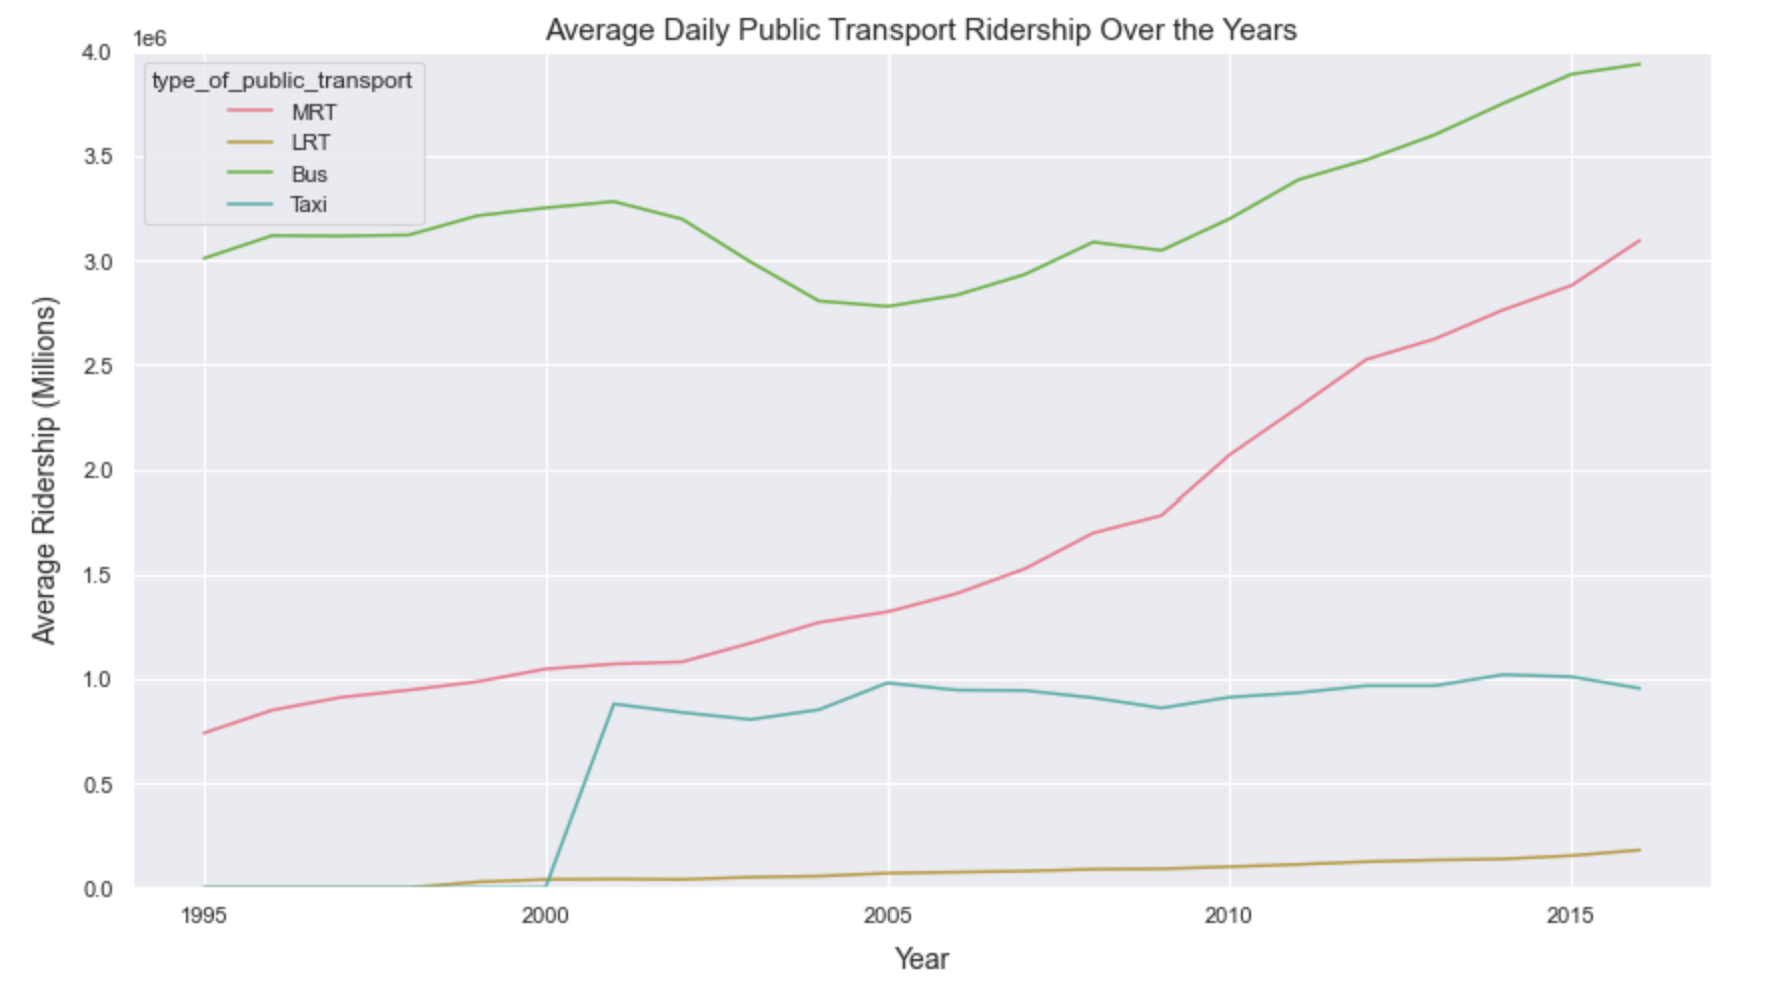 Average Daily Public Transport Ridership Over the Years
1e6
4.0
3.5
3.0
2.5
2.0
1.5
1.0
0.5
0.0
Average Ridership (Millions)
type_of_public_transport
MRT
LRT
Bus
Taxi
1995 2000 2005 2010 2015
Year